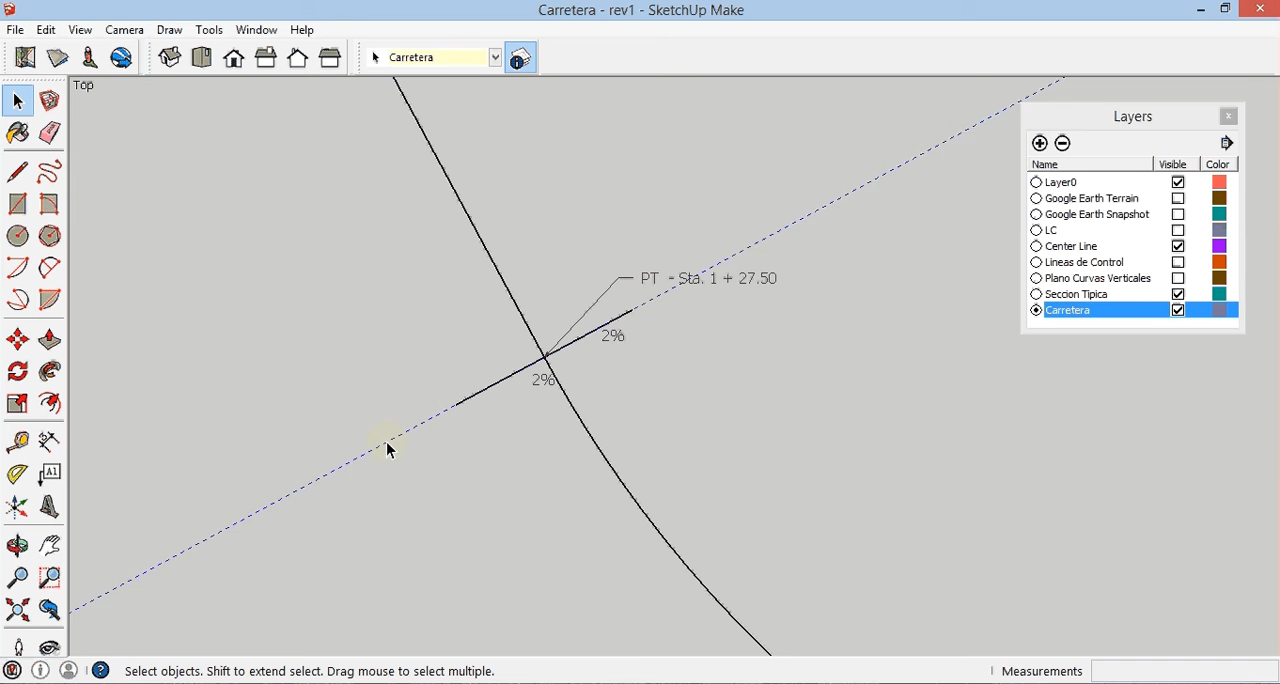 Carretera - rev1 - SketchUp Make
File Edit View Camera Draw Tools Window Help
Carretera
Top
Layers
Name Visible Color
Layer0
Google Earth Terrain
Google Earth Snapshot
LC
Center Line
Lineas de Control
Plano Curvas Verticales
Seccion Tipica
Carretera
PT - Sta. 1 + 27.50
2%
2%
A1
Select objects. Shift to extend select. Drag mouse to select multiple.
Measurements